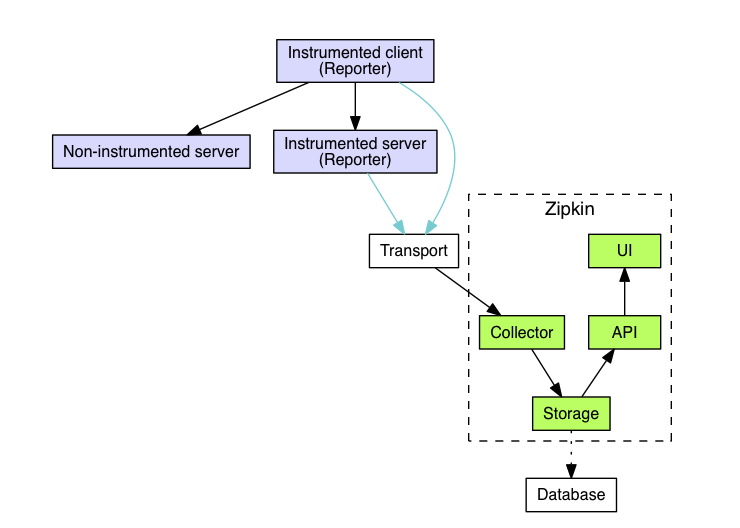 Instrumented client
(Reporter)
Non-instrumented server
Instrumented server
(Reporter)
Zipkin
Transport
UI
Collector
API
Storage
Database